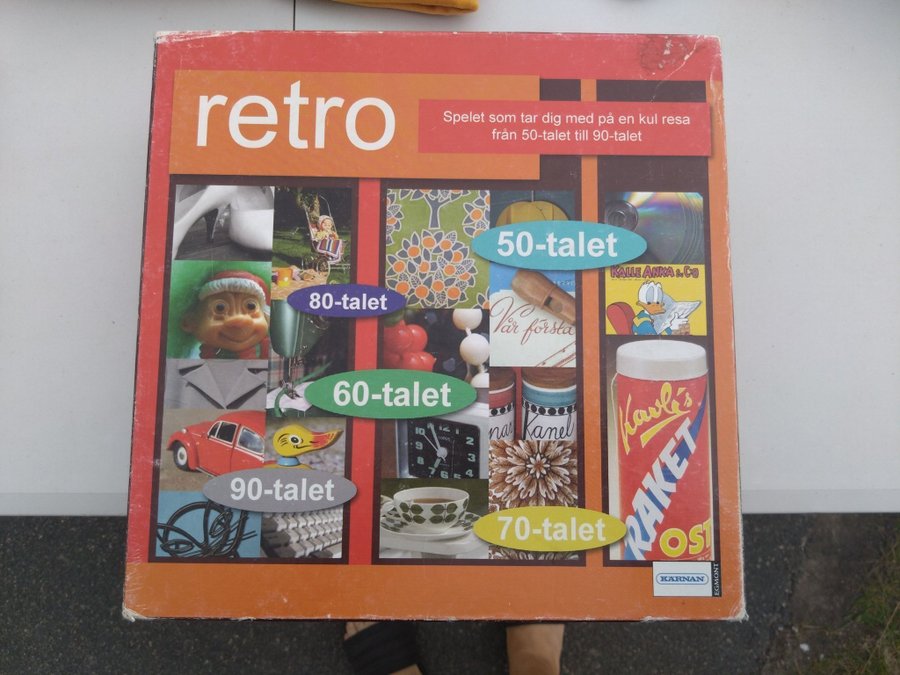 retro
Spelet som tar dig med på en kul resa
från 50-talet till 90-talet
50-talet
KALLE ANKA & Co
80-talet
Vår första
60-talet
Kavli's
RAKET
OST
Kanel
12
90-talet
70-talet
KÄRNAN
EGMONT